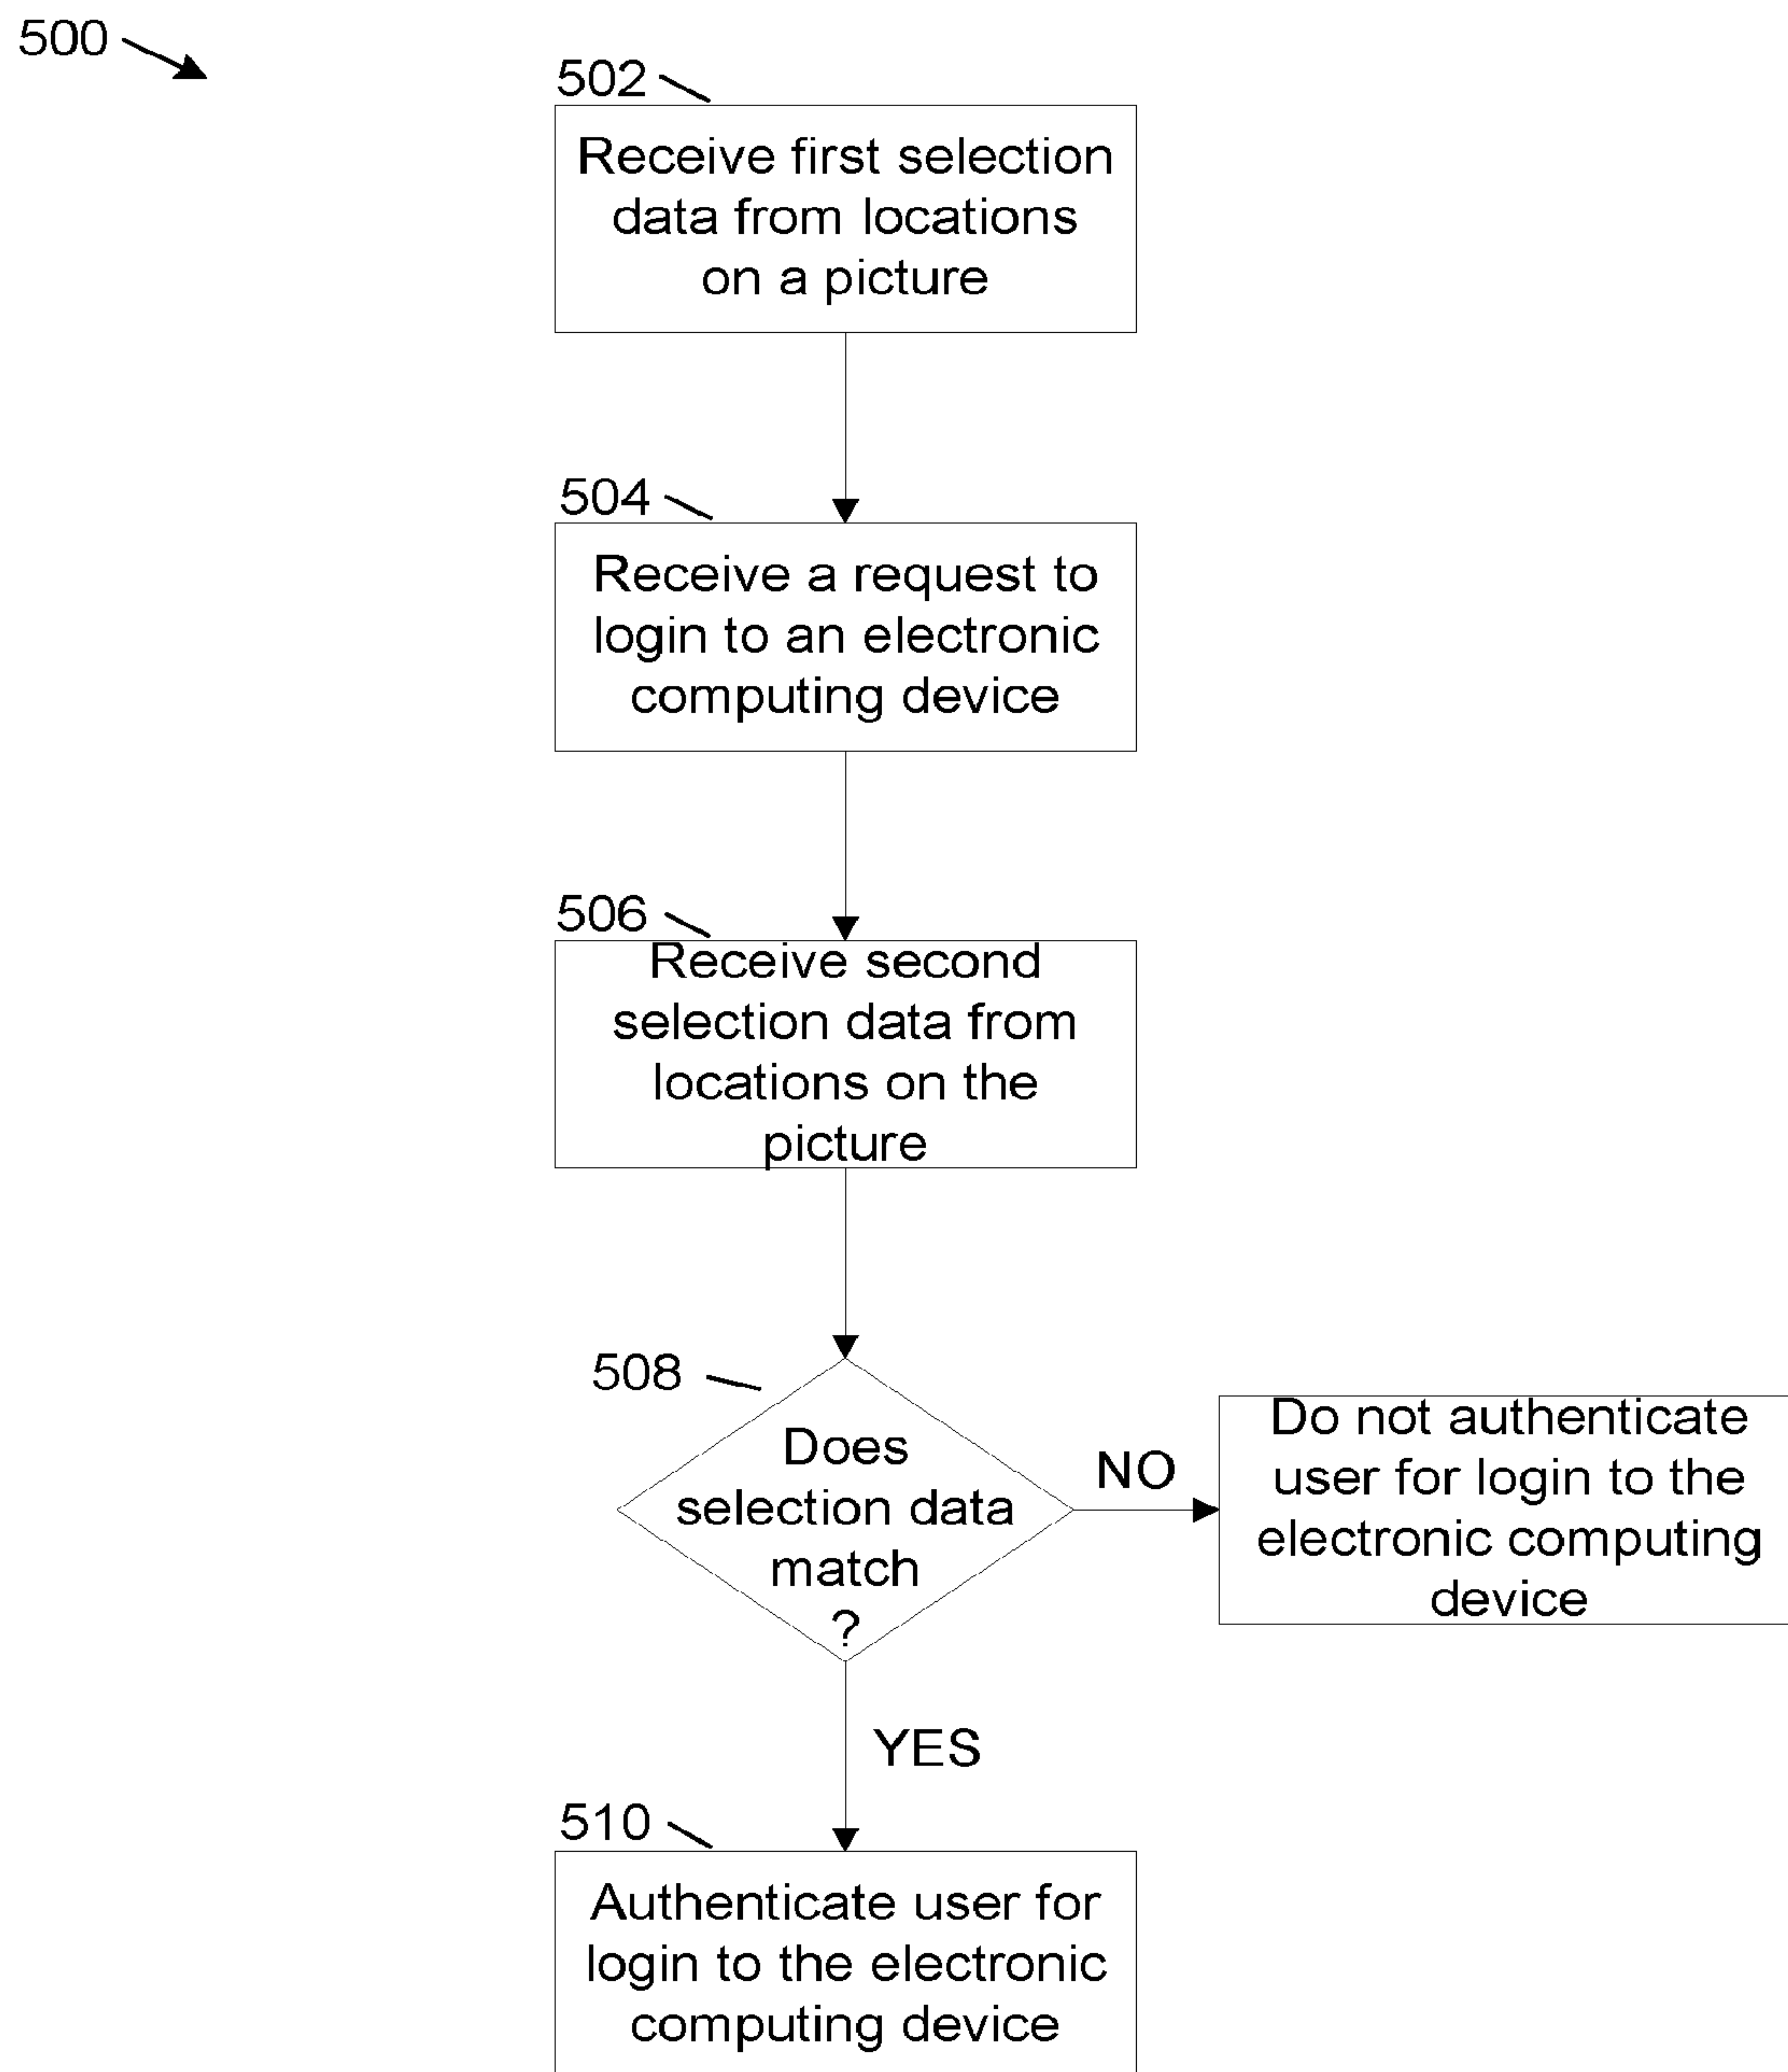 500
502
Receive first selection
data from locations
on a picture
504
Receive a request to
login to an electronic
computing device
506
Receive second
selection data from
locations on the
picture
508
Does
selection data
match
?
NO
Do not authenticate
user for login to the
electronic computing
device
YES
510
Authenticate user for
login to the electronic
computing device